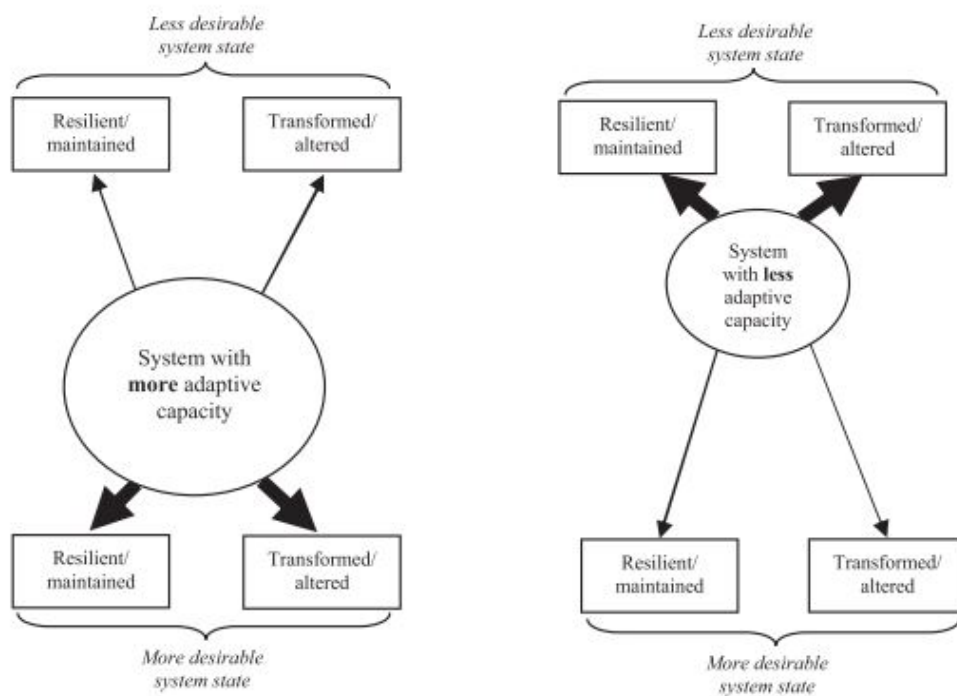 Less desirable
system state
Resilient/
maintained
Transformed/
altered
System with
more adaptive
capacity
Resilient/
maintained
Transformed/
altered
More desirable
system state
Less desirable
system state
Resilient/
maintained
Transformed/
altered
System
with less
adaptive
capacity
Resilient/
maintained
Transformed/
altered
More desirable
system state